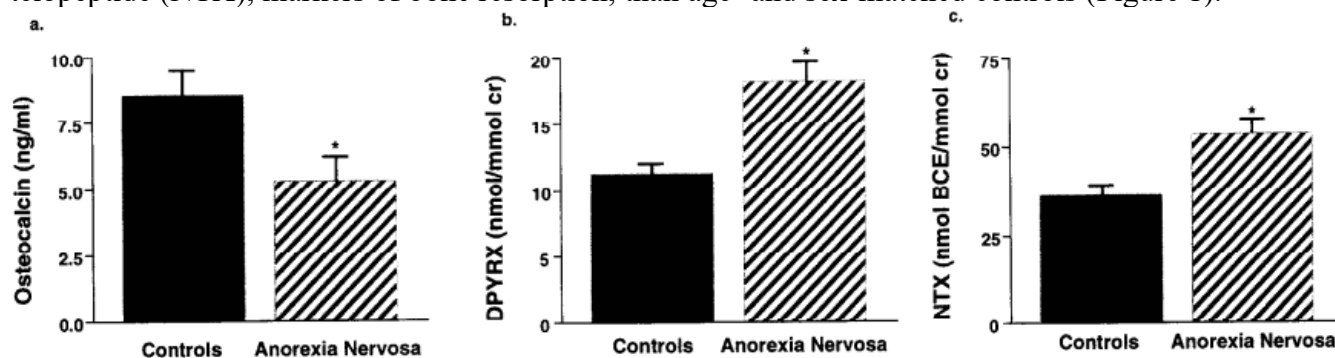 telopeptide (NTX), markers of bone resorption, than age- and sex-matched controls (Figure 1).
a.
10.0
7.5
5.0
2.5
0.0
Osteocalcin (ng/ml)
*
Controls Anorexia Nervosa
b.
20
15
10
5
0
DPYRX (nmol/mmol cr)
*
Controls Anorexia Nervosa
c.
75
50
25
0
NTX (nmol BCE/mmol cr)
*
Controls Anorexia Nervosa